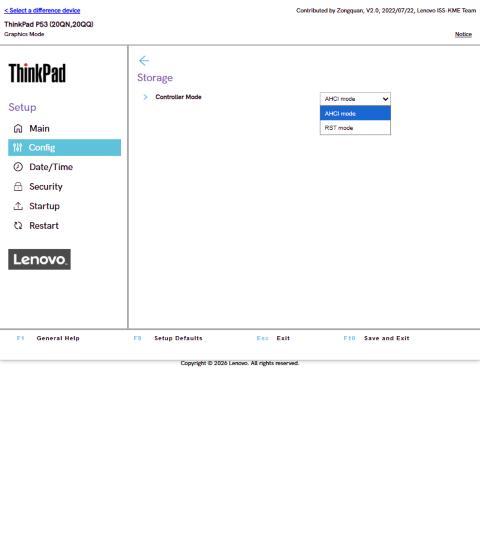 < Select a difference device
Contributed by Zongquan, V2.0, 2022/07/22, Lenovo ISS-KME Team
ThinkPad P53 (20QN,20QQ)
Graphics Mode
Notice
ThinkPad
Setup
Main
Config
Date/Time
Security
Startup
Restart
Lenovo
←
Storage
> Controller Mode
AHCI mode
AHCI mode
RST mode
F1 General Help
F9 Setup Defaults
Esc Exit
F10 Save and Exit
Copyright © 2026 Lenovo. All rights reserved.